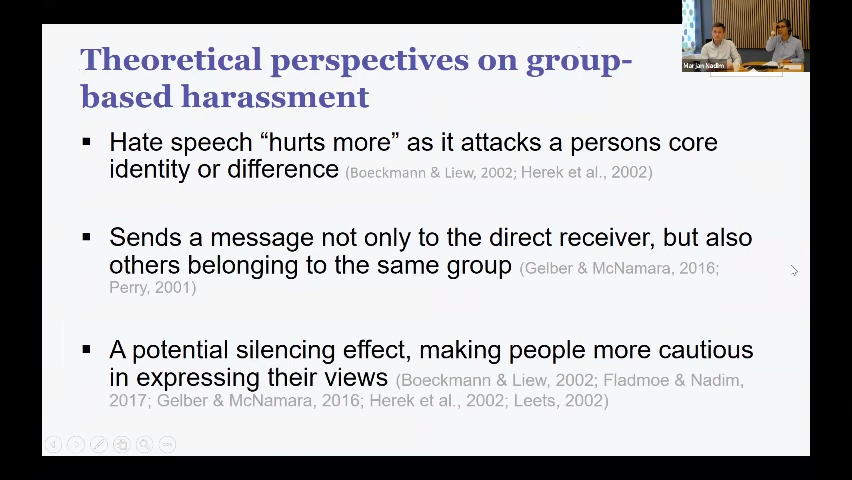 Theoretical perspectives on group-
based harassment
▪ Hate speech “hurts more” as it attacks a persons core
identity or difference (Boeckmann & Liew, 2002; Herek et al., 2002)
▪ Sends a message not only to the direct receiver, but also
others belonging to the same group (Gelber & McNamara, 2016;
Perry, 2001)
▪ A potential silencing effect, making people more cautious
in expressing their views (Boeckmann & Liew, 2002; Fladmoe & Nadim,
2017; Gelber & McNamara, 2016; Herek et al., 2002; Leets, 2002)
Marjan Nadim